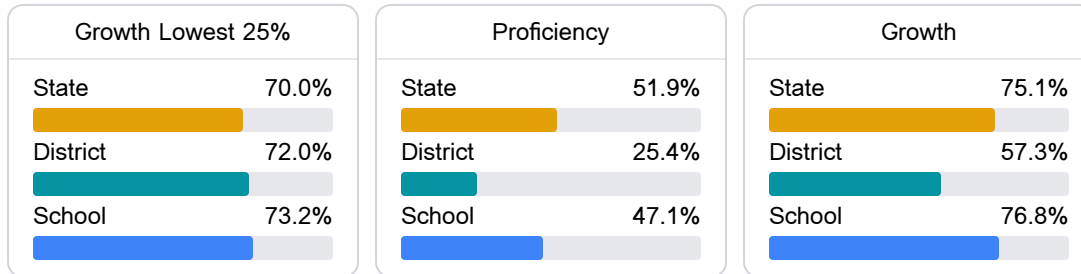 Growth Lowest 25%
State 70.0%
District 72.0%
School 73.2%
Proficiency
State 51.9%
District 25.4%
School 47.1%
Growth
State 75.1%
District 57.3%
School 76.8%